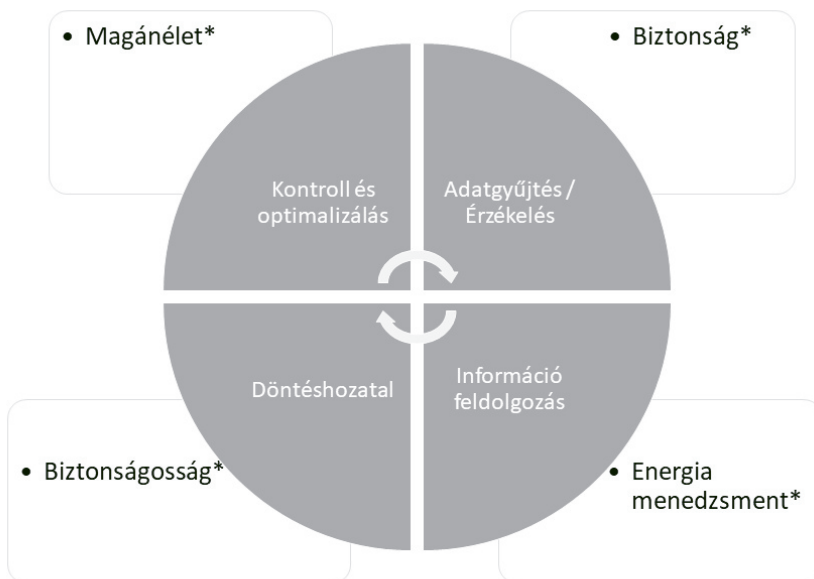 • Magánélet*
• Biztonság*
Kontroll és
optimalizálás
Adatgyűjtés /
Érzékelés
Döntéshozatal
Információ
feldolgozás
• Biztonságosság*
• Energia
menedzsment*